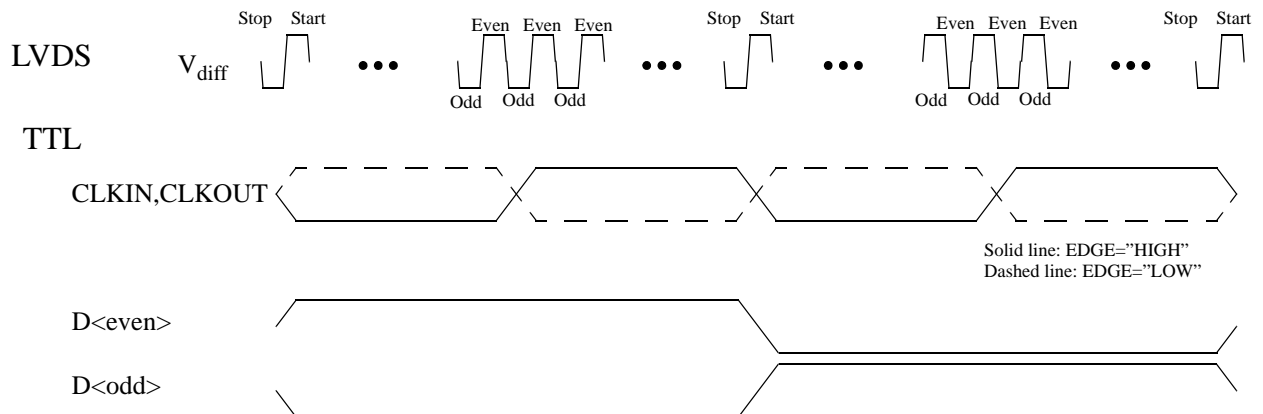 Stop Start Even Even Even Stop Start Even Even Even Stop Start
LVDS V_diff ••• ••• ••• •••
Odd Odd Odd Odd Odd Odd
TTL
CLKIN,CLKOUT
Solid line: EDGE=”HIGH”
Dashed line: EDGE=”LOW”
D<even>
D<odd>